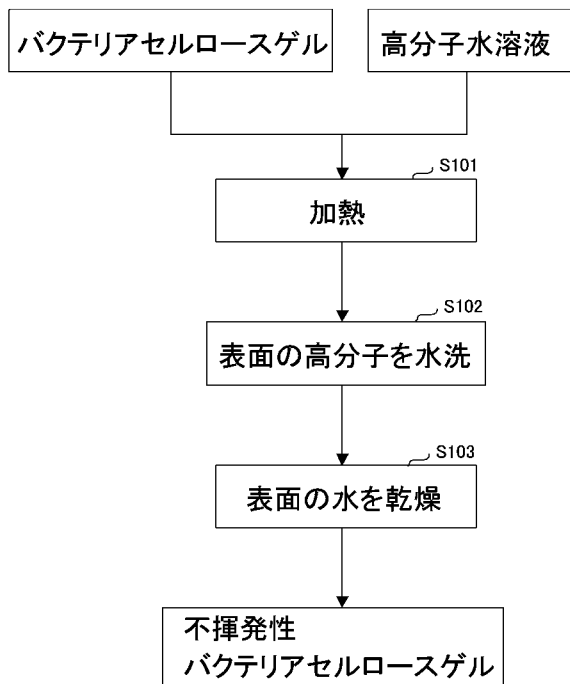 バクテリアセルロースゲル
高分子水溶液
S101
加熱
S102
表面の高分子を水洗
S103
表面の水を乾燥
不揮発性
バクテリアセルロースゲル